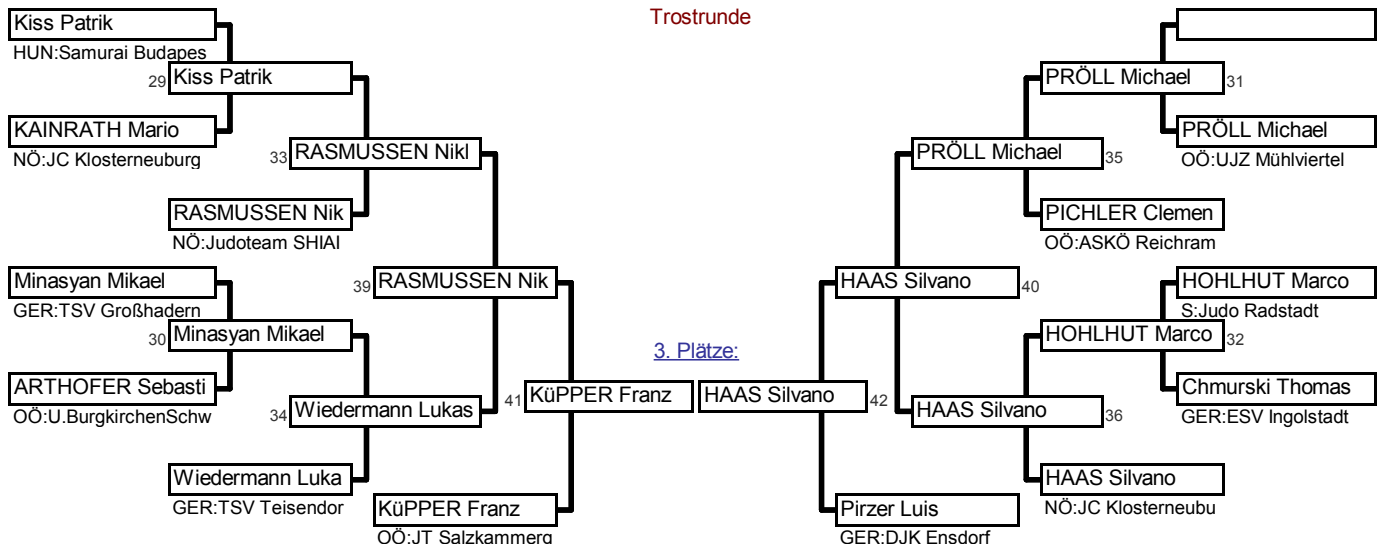 Trostrunde
Kiss Patrik
HUN:Samurai Budapes
29 Kiss Patrik
KAINRATH Mario
NÖ:JC Klosterneuburg
33 RASMUSSEN Nikl
RASMUSSEN Nik
NÖ:Judoteam SHIAI
39 RASMUSSEN Nik
Minasyan Mikael
GER:TSV Großhadern
30 Minasyan Mikael
ARTHOFER Sebasti
OÖ:U.BurgkirchenSchw
34 Wiedermann Lukas
Wiedermann Luka
GER:TSV Teisendor
41 KüPPER Franz
KüPPER Franz
OÖ:JT Salzkammerg
3. Plätze:
PRÖLL Michael 31
PRÖLL Michael
OÖ:UJZ Mühlviertel
PRÖLL Michael 35
PICHLER Clemen
OÖ:ASKÖ Reichram
HAAS Silvano 40
HOHLHUT Marco
S:Judo Radstadt
HOHLHUT Marco 32
Chmurski Thomas
GER:ESV Ingolstadt
HAAS Silvano 36
HAAS Silvano
NÖ:JC Klosterneubu
HAAS Silvano 42
Pirzer Luis
GER:DJK Ensdorf